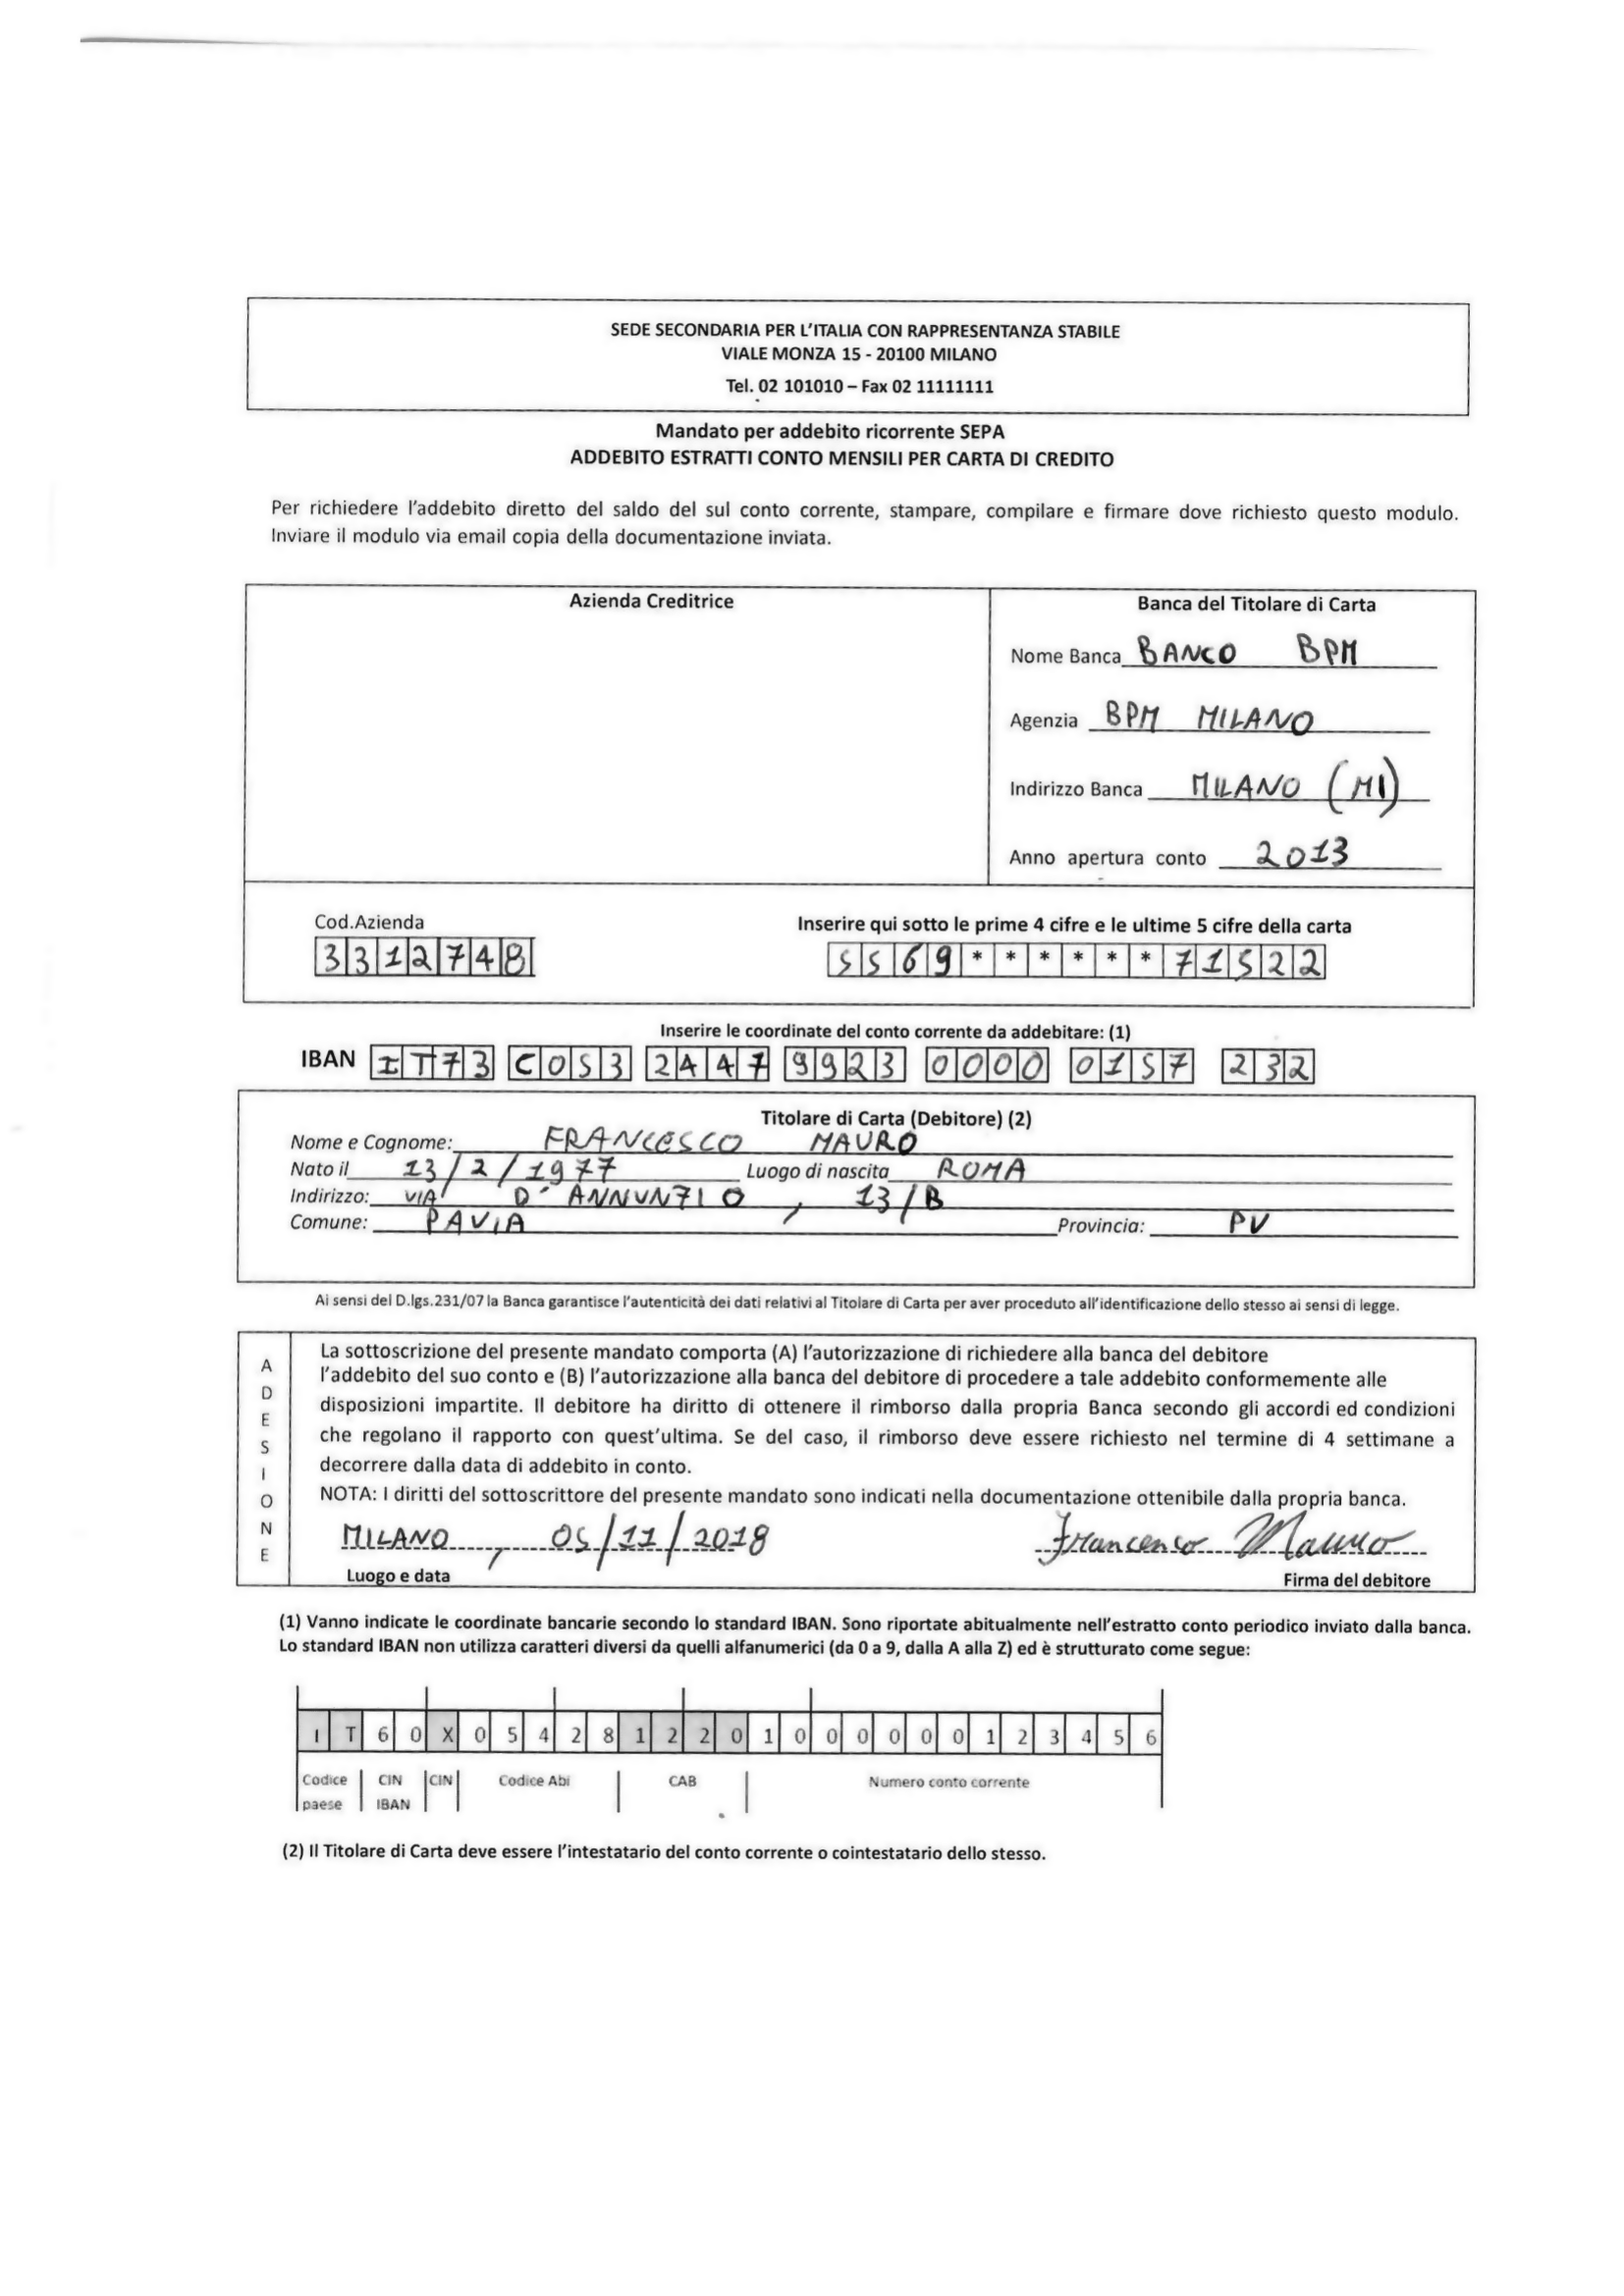 SEDE SECONDARIA PER L'ITALIA CON RAPPRESENTANZA STABILE
VIALE MONZA 15 - 20100 MILANO
Tel. 02 101010 – Fax 02 11111111
Mandato per addebito ricorrente SEPA
ADDEBITO ESTRATTI CONTO MENSILI PER CARTA DI CREDITO
Per richiedere l'addebito diretto del saldo del sul conto corrente, stampare, compilare e firmare dove richiesto questo modulo.
Inviare il modulo via email copia della documentazione inviata.
Azienda Creditrice
Banca del Titolare di Carta
Nome Banca BANCO BPM
Agenzia BPM MILANO
Indirizzo Banca MILANO (MI)
Anno apertura conto 2013
Cod.Azienda
3312748
Inserire qui sotto le prime 4 cifre e le ultime 5 cifre della carta
5569******71522
Inserire le coordinate del conto corrente da addebitare: (1)
IBAN IT73 C053 2447 9923 0000 0157 232
Titolare di Carta (Debitore) (2)
Nome e Cognome: FRANCESCO MAURO
Nato il 13/2/1977 Luogo di nascita ROMA
Indirizzo: VIA D'ANNUNZIO, 13/B
Comune: PAVIA Provincia: PV
Ai sensi del D.lgs.231/07 la Banca garantisce l'autenticità dei dati relativi al Titolare di Carta per aver proceduto all'identificazione dello stesso ai sensi di legge.
ADESIONE
La sottoscrizione del presente mandato comporta (A) l'autorizzazione di richiedere alla banca del debitore
l'addebito del suo conto e (B) l'autorizzazione alla banca del debitore di procedere a tale addebito conformemente alle
disposizioni impartite. Il debitore ha diritto di ottenere il rimborso dalla propria Banca secondo gli accordi ed condizioni
che regolano il rapporto con quest'ultima. Se del caso, il rimborso deve essere richiesto nel termine di 4 settimane a
decorrere dalla data di addebito in conto.
NOTA: I diritti del sottoscrittore del presente mandato sono indicati nella documentazione ottenibile dalla propria banca.
MILANO, 05/11/2018 Francesco Mauro
Luogo e data Firma del debitore
(1) Vanno indicate le coordinate bancarie secondo lo standard IBAN. Sono riportate abitualmente nell'estratto conto periodico inviato dalla banca.
Lo standard IBAN non utilizza caratteri diversi da quelli alfanumerici (da 0 a 9, dalla A alla Z) ed è strutturato come segue:
I T 6 0 X 0 5 4 2 8 1 2 2 0 1 0 0 0 0 0 0 1 2 3 4 5 6
Codice paese CIN IBAN CIN Codice Abi CAB Numero conto corrente
(2) Il Titolare di Carta deve essere l'intestatario del conto corrente o cointestatario dello stesso.